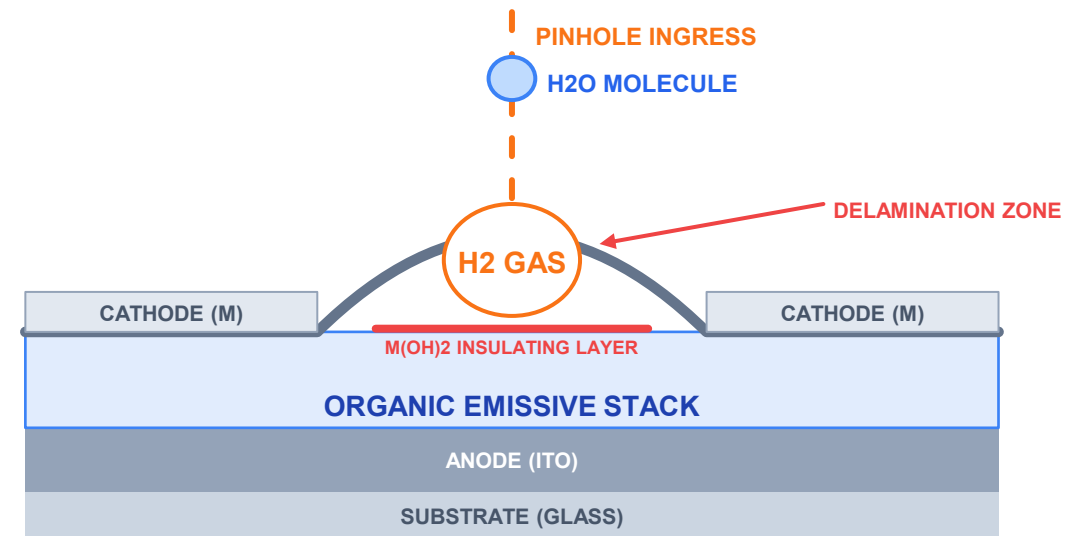 PINHOLE INGRESS
H2O MOLECULE
DELAMINATION ZONE
H2 GAS
CATHODE (M)
CATHODE (M)
M(OH)2 INSULATING LAYER
ORGANIC EMISSIVE STACK
ANODE (ITO)
SUBSTRATE (GLASS)